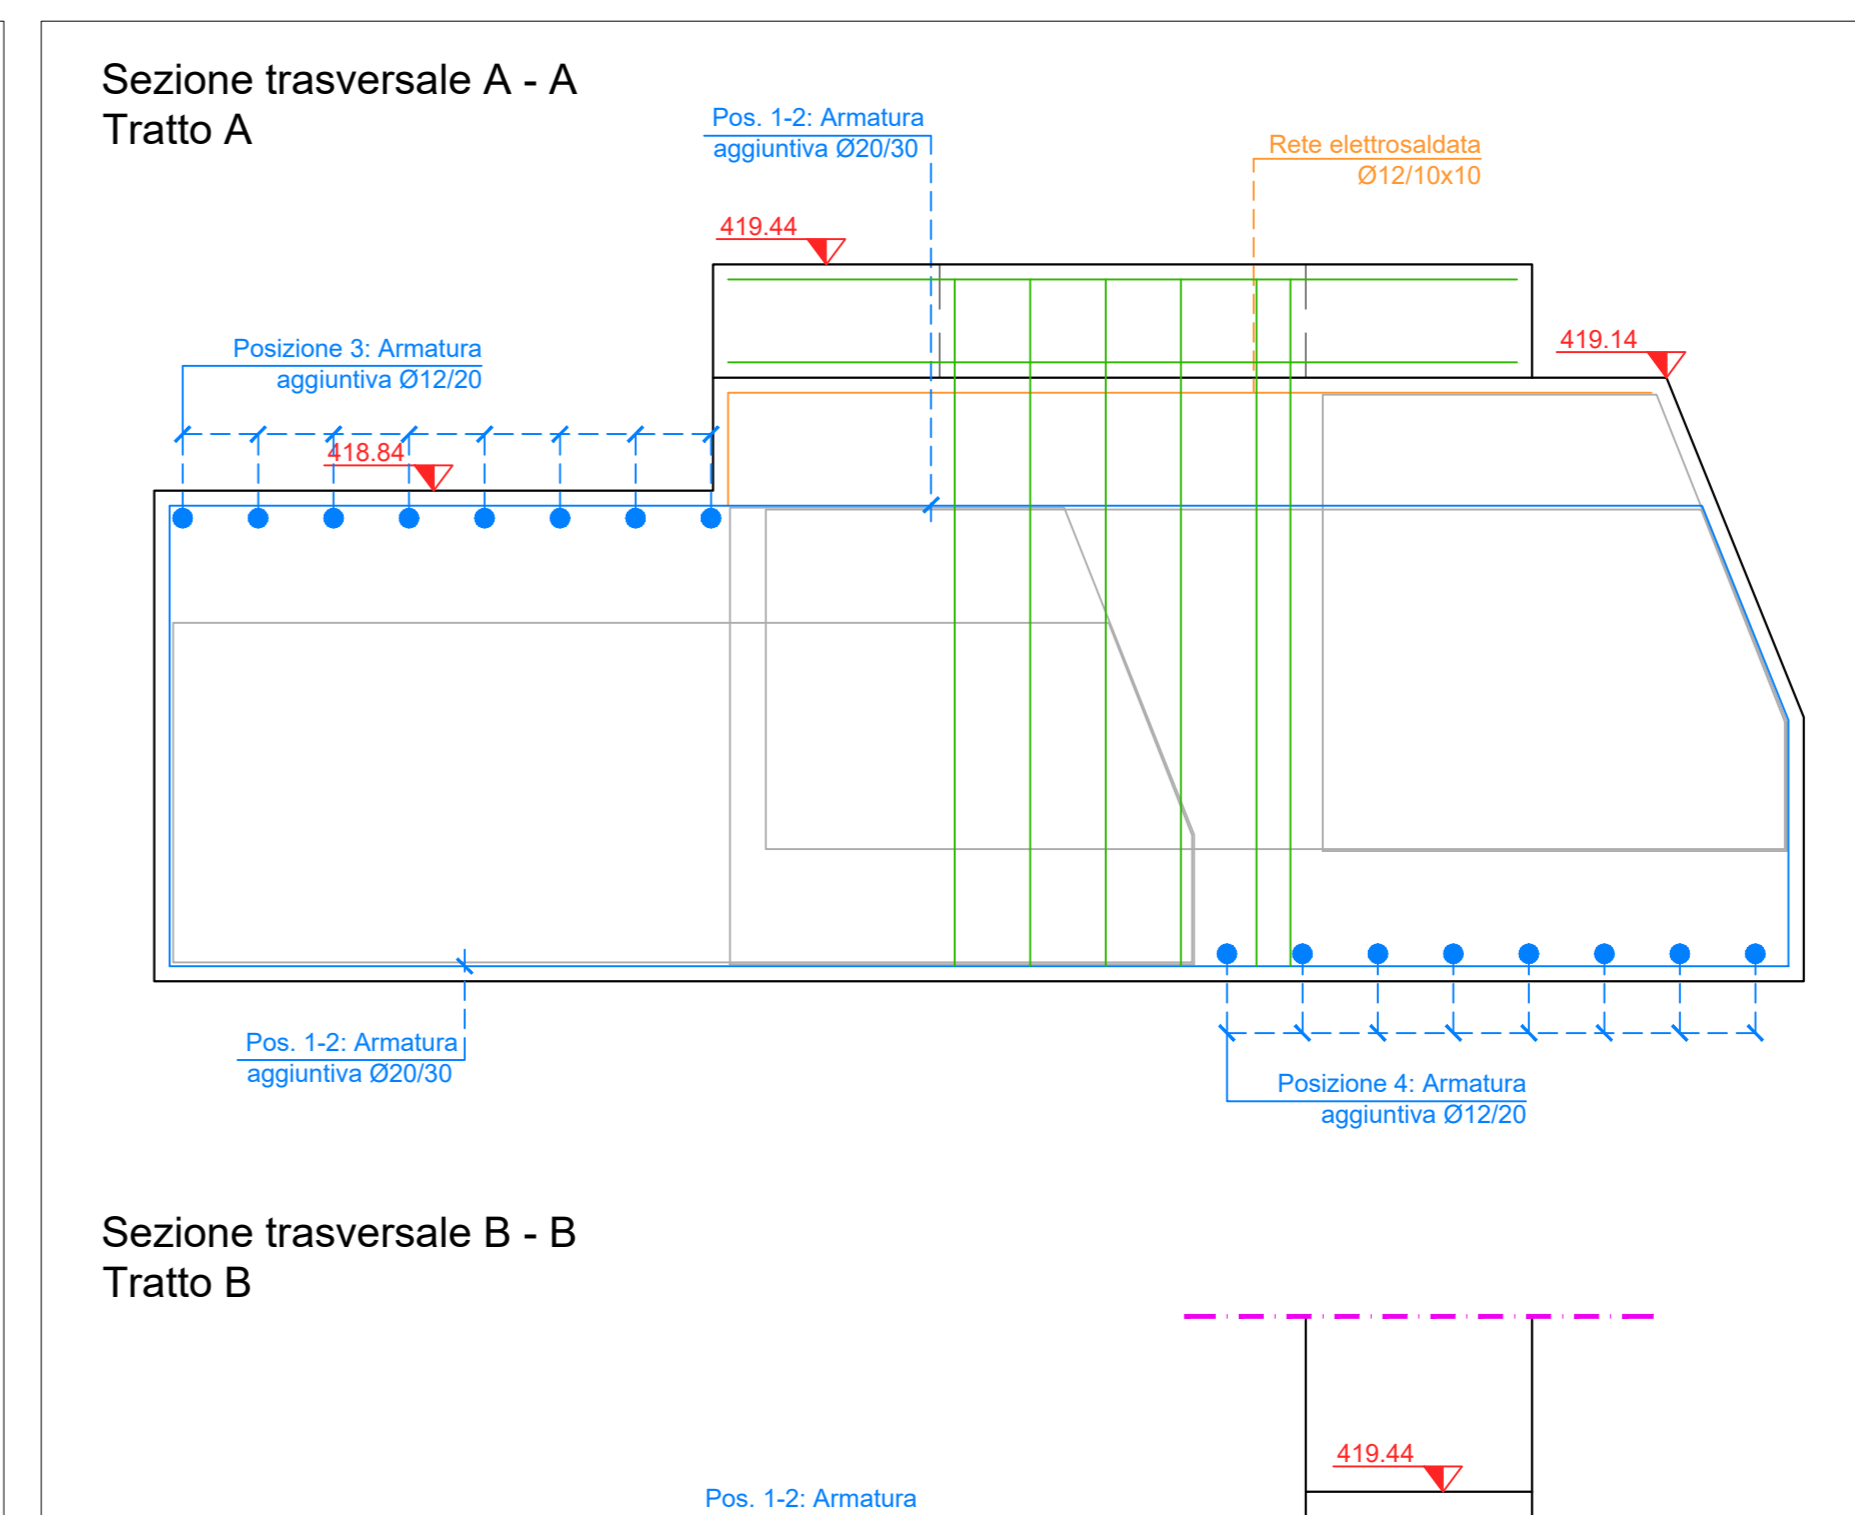 Sezione trasversale A - A
Tratto A
Pos. 1-2: Armatura
aggiuntiva Ø20/30
Rete elettrosaldata
Ø12/10x10
419.44
419.14
Posizione 3: Armatura
aggiuntiva Ø12/20
418.84
Pos. 1-2: Armatura
aggiuntiva Ø20/30
Posizione 4: Armatura
aggiuntiva Ø12/20
Sezione trasversale B - B
Tratto B
419.44
Pos. 1-2: Armatura